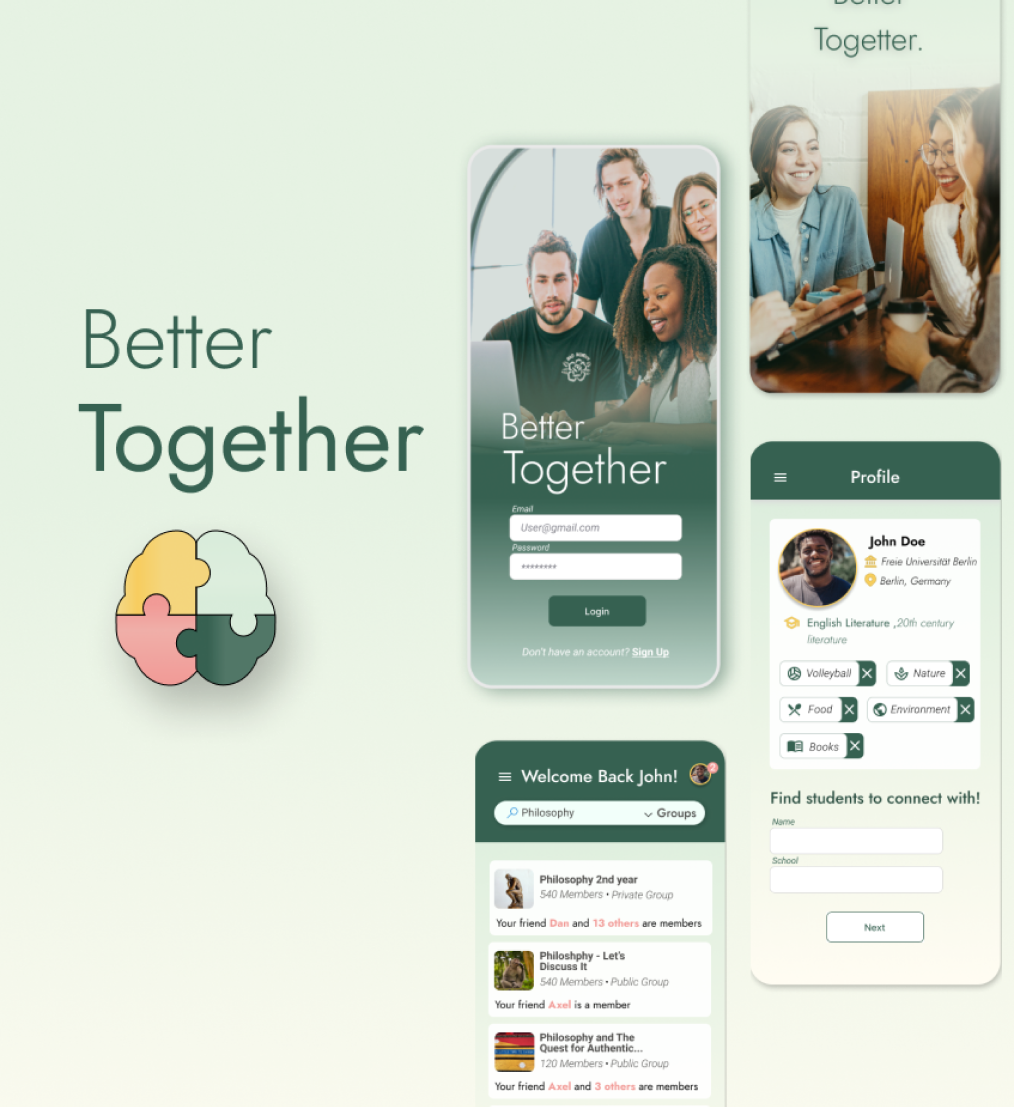 Better
Togetter.
Better
Together
Better
Together
Email
User@gmail.com
Password
********
Login
Don't have an account? Sign Up
Profile
John Doe
Freie Universität Berlin
Berlin, Germany
English Literature ,20th century
literature
Volleyball
Nature
Food
Environment
Books
Find students to connect with!
Name
School
Next
Welcome Back John!
2
Philosophy
Groups
Philosophy 2nd year
540 Members • Private Group
Your friend Dan and 13 others are members
Philoshphy - Let's
Discuss It
540 Members • Public Group
Your friend Axel is a member
Philosophy and The
Quest for Authentic...
120 Members • Public Group
Your friend Axel and 3 others are members